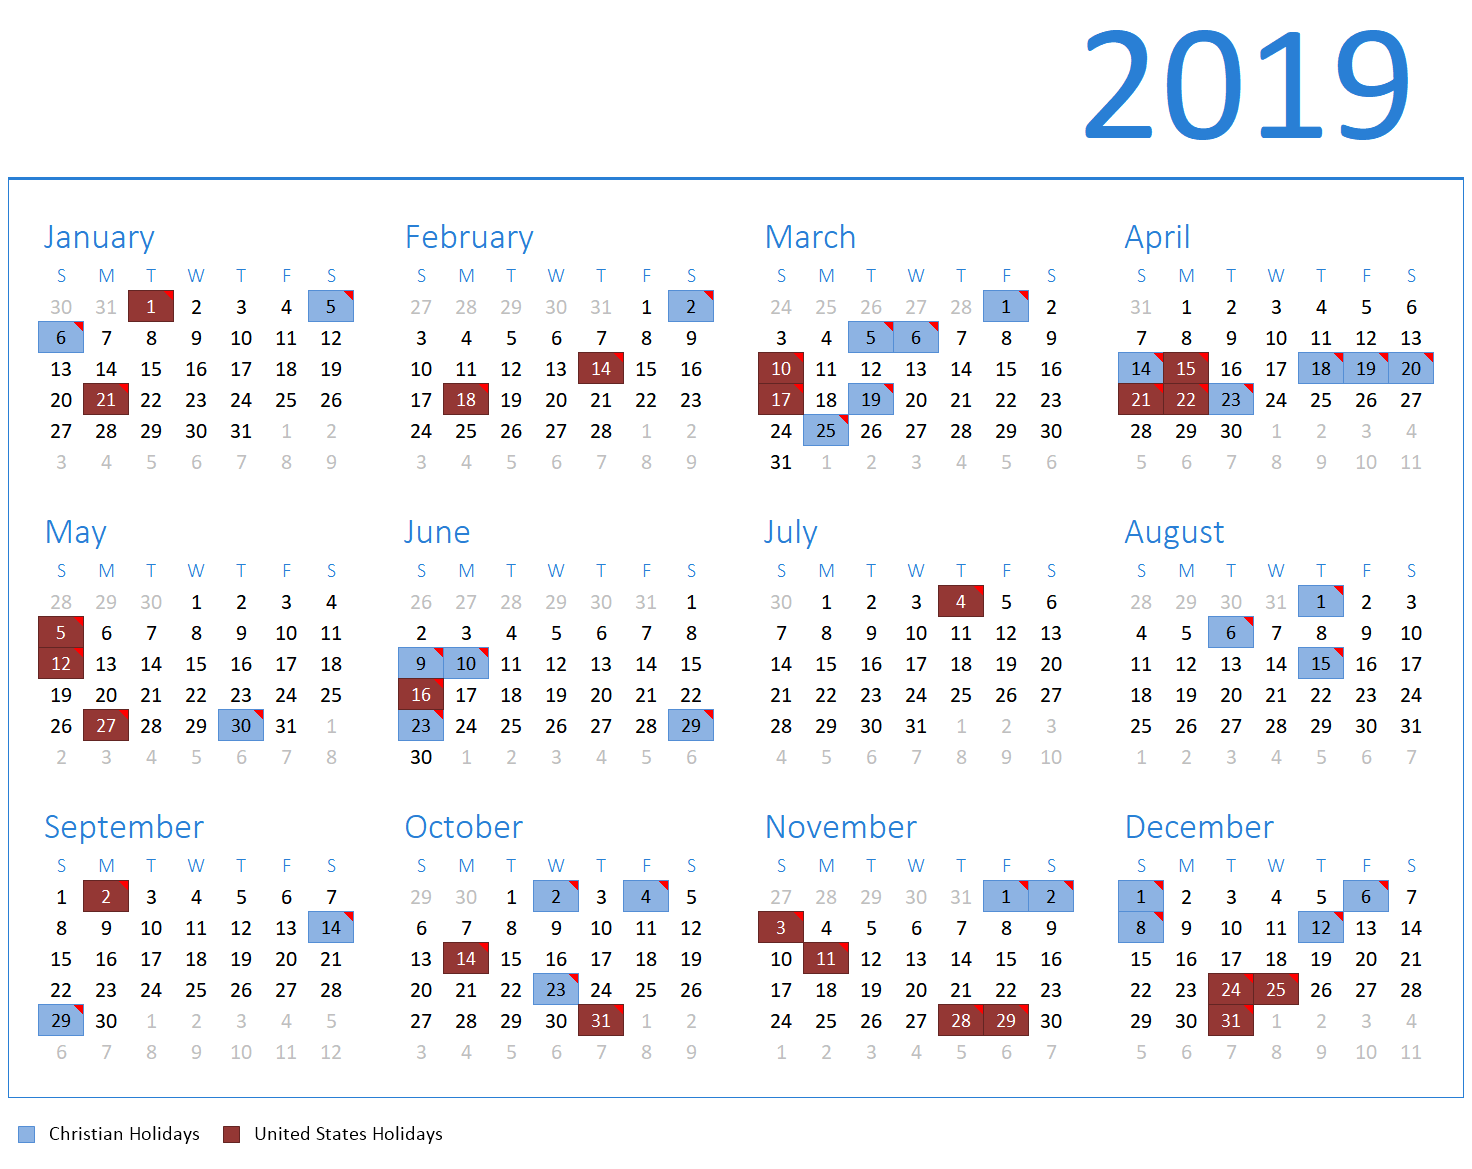 2019
January February March April
S M T W T F S S M T W T F S S M T W T F S S M T W T F S
30 31 1 2 3 4 5 27 28 29 30 31 1 2 24 25 26 27 28 1 2 31 1 2 3 4 5 6
6 7 8 9 10 11 12 3 4 5 6 7 8 9 3 4 5 6 7 8 9 7 8 9 10 11 12 13
13 14 15 16 17 18 19 10 11 12 13 14 15 16 10 11 12 13 14 15 16 14 15 16 17 18 19 20
20 21 22 23 24 25 26 17 18 19 20 21 22 23 17 18 19 20 21 22 23 21 22 23 24 25 26 27
27 28 29 30 31 1 2 24 25 26 27 28 1 2 24 25 26 27 28 29 30 28 29 30 1 2 3 4
3 4 5 6 7 8 9 3 4 5 6 7 8 9 31 1 2 3 4 5 6 5 6 7 8 9 10 11
May June July August
S M T W T F S S M T W T F S S M T W T F S S M T W T F S
28 29 30 1 2 3 4 26 27 28 29 30 31 1 30 1 2 3 4 5 6 28 29 30 31 1 2 3
5 6 7 8 9 10 11 2 3 4 5 6 7 8 7 8 9 10 11 12 13 4 5 6 7 8 9 10
12 13 14 15 16 17 18 9 10 11 12 13 14 15 14 15 16 17 18 19 20 11 12 13 14 15 16 17
19 20 21 22 23 24 25 16 17 18 19 20 21 22 21 22 23 24 25 26 27 18 19 20 21 22 23 24
26 27 28 29 30 31 1 23 24 25 26 27 28 29 28 29 30 31 1 2 3 25 26 27 28 29 30 31
2 3 4 5 6 7 8 30 1 2 3 4 5 6 4 5 6 7 8 9 10 1 2 3 4 5 6 7
September October November December
S M T W T F S S M T W T F S S M T W T F S S M T W T F S
1 2 3 4 5 6 7 29 30 1 2 3 4 5 27 28 29 30 31 1 2 1 2 3 4 5 6 7
8 9 10 11 12 13 14 6 7 8 9 10 11 12 3 4 5 6 7 8 9 8 9 10 11 12 13 14
15 16 17 18 19 20 21 13 14 15 16 17 18 19 10 11 12 13 14 15 16 15 16 17 18 19 20 21
22 23 24 25 26 27 28 20 21 22 23 24 25 26 17 18 19 20 21 22 23 22 23 24 25 26 27 28
29 30 1 2 3 4 5 27 28 29 30 31 1 2 24 25 26 27 28 29 30 29 30 31 1 2 3 4
6 7 8 9 10 11 12 3 4 5 6 7 8 9 1 2 3 4 5 6 7 5 6 7 8 9 10 11
Christian Holidays United States Holidays